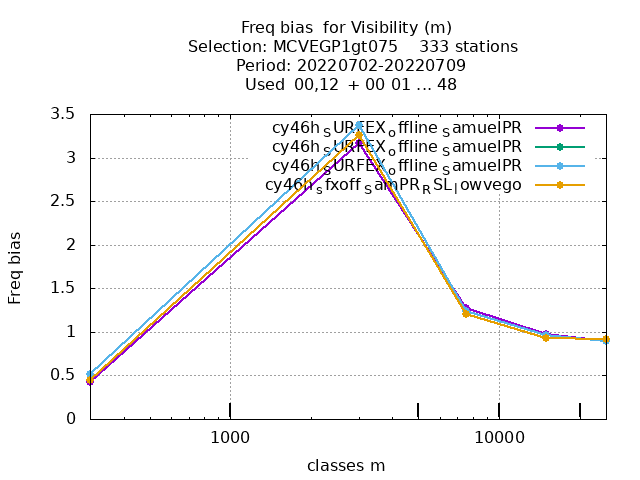 Freq bias for Visibility (m)
Selection: MCVEGP1gt075 333 stations
Period: 20220702-20220709
Used 00,12 + 00 01 ... 48
cy46h_sURFEX_offline_samuelPR
cy46h_sURFEX_offline_samuelPR
cy46h_sURFEX_offline_samuelPR
cy46h_sfxoff_samPR_RSL_lowvego
3.5
3
2.5
2
1.5
1
0.5
0
Freq bias
1000
10000
classes m